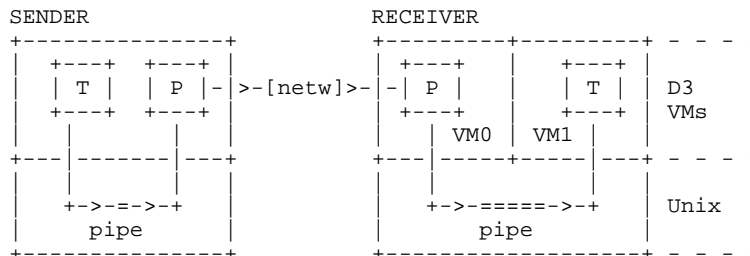 SENDER RECEIVER
T P >-[netw]>- P T D3
VMs
VM0 VM1
+->-=->-+ +->-=====->-+ Unix
pipe pipe